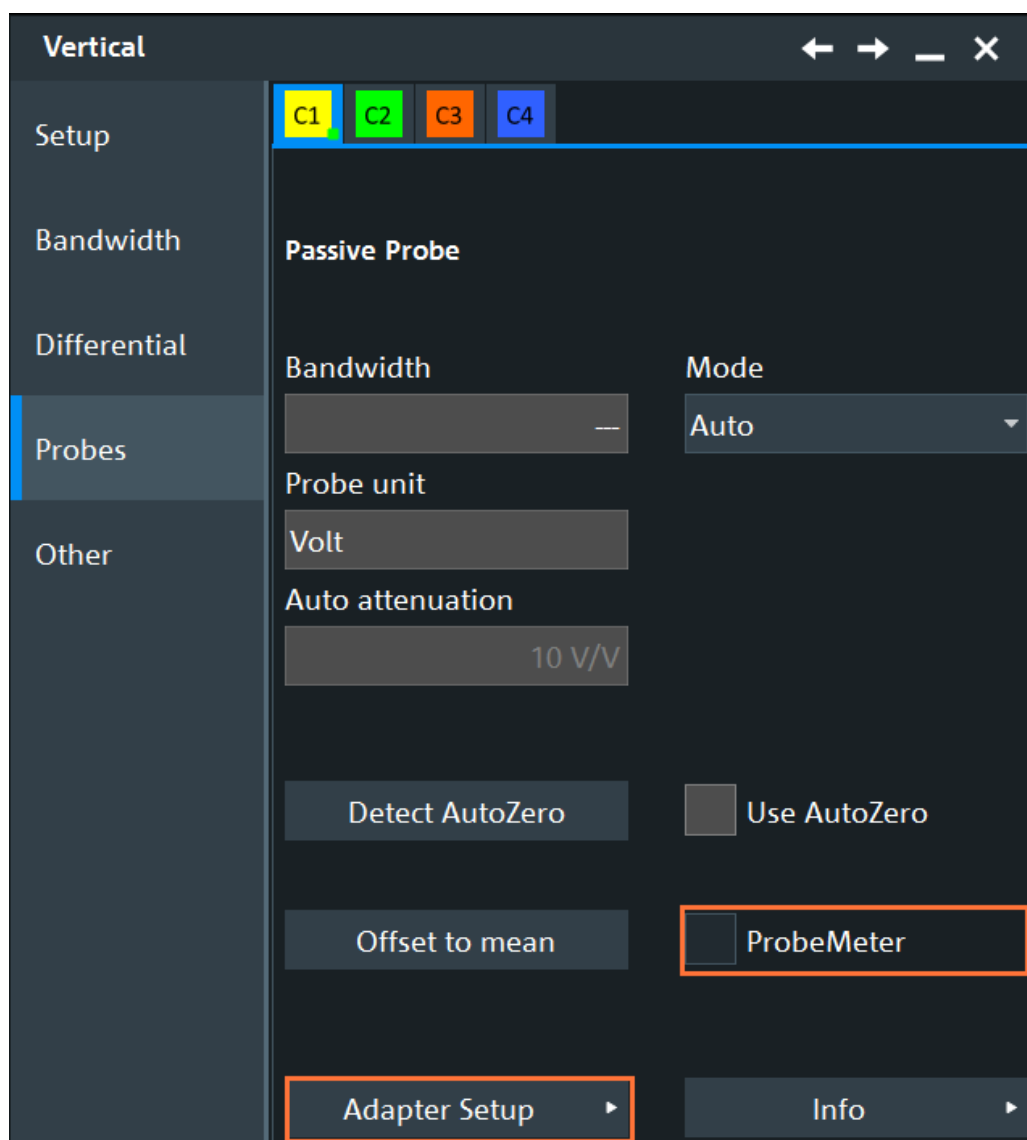 Vertical
Setup
Bandwidth
Differential
Probes
Other
C1 C2 C3 C4
Passive Probe
Bandwidth
---
Mode
Auto
Probe unit
Volt
Auto attenuation
10 V/V
Detect AutoZero
Use AutoZero
Offset to mean
ProbeMeter
Adapter Setup
Info